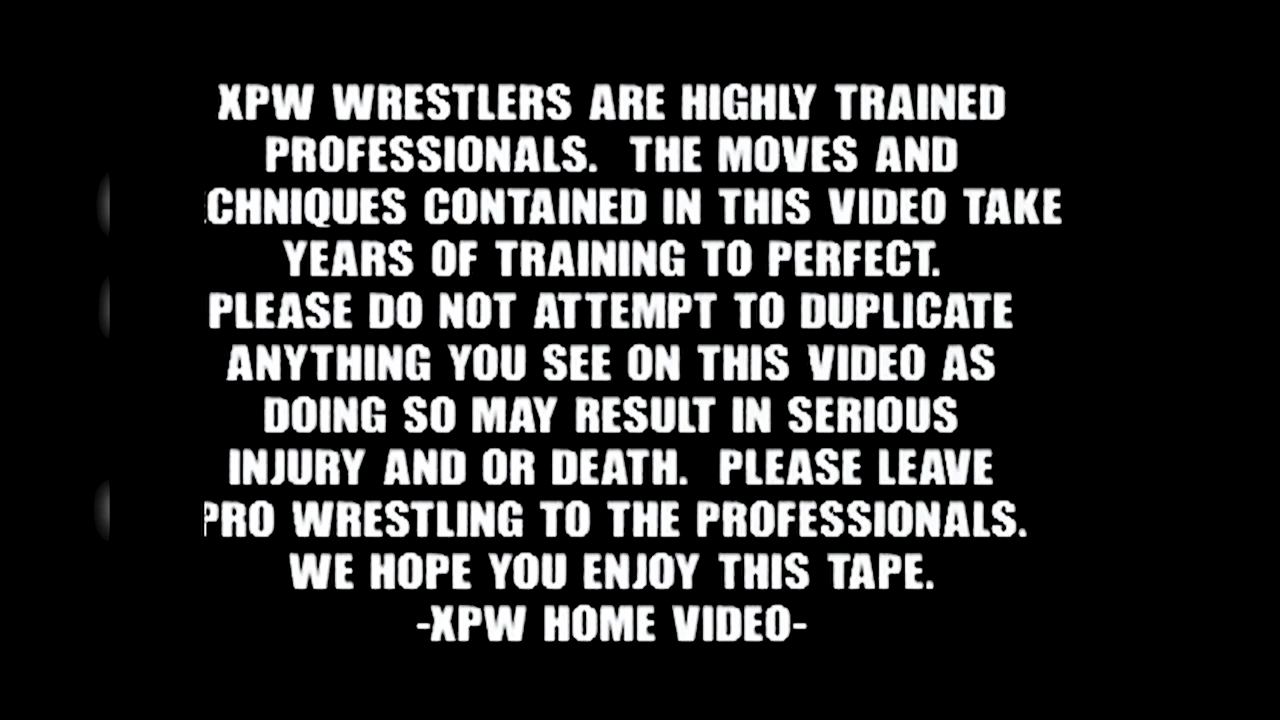 XPW WRESTLERS ARE HIGHLY TRAINED
PROFESSIONALS. THE MOVES AND
CHNIQUES CONTAINED IN THIS VIDEO TAKE
YEARS OF TRAINING TO PERFECT.
PLEASE DO NOT ATTEMPT TO DUPLICATE
ANYTHING YOU SEE ON THIS VIDEO AS
DOING SO MAY RESULT IN SERIOUS
INJURY AND OR DEATH. PLEASE LEAVE
PRO WRESTLING TO THE PROFESSIONALS.
WE HOPE YOU ENJOY THIS TAPE.
-XPW HOME VIDEO-